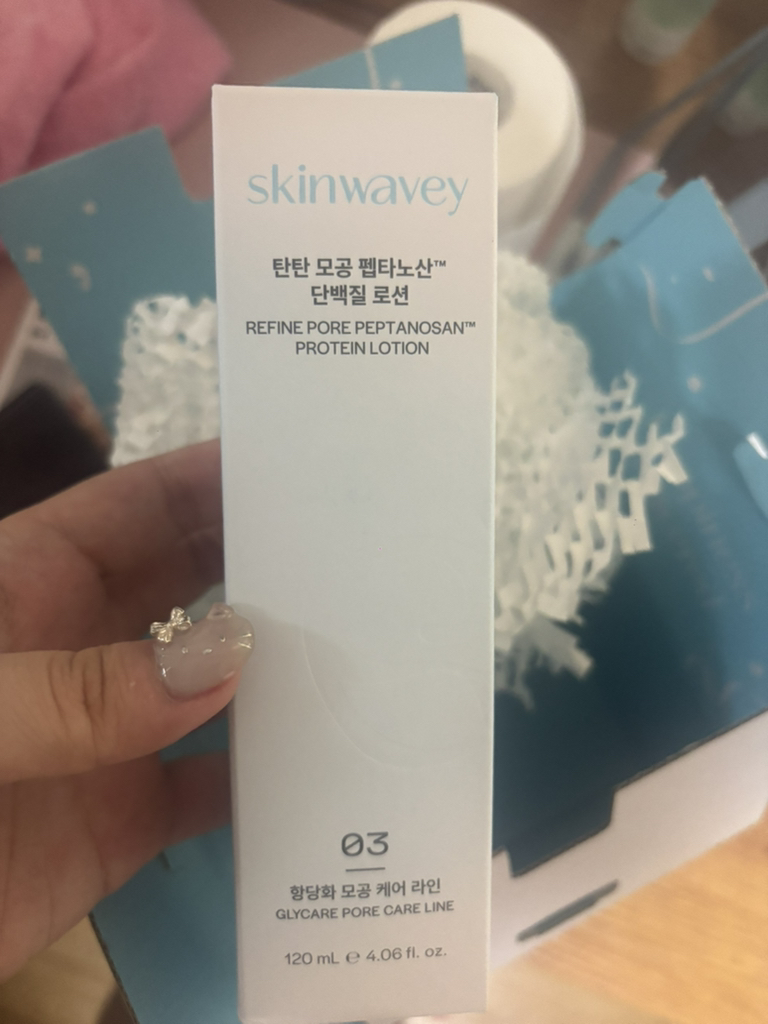 skinwavey
탄탄 모공 펩타노산™
단백질 로션
REFINE PORE PEPTANOSAN™
PROTEIN LOTION
03
항당화 모공 케어 라인
GLYCARE PORE CARE LINE
120 mL ℮ 4.06 fl. oz.